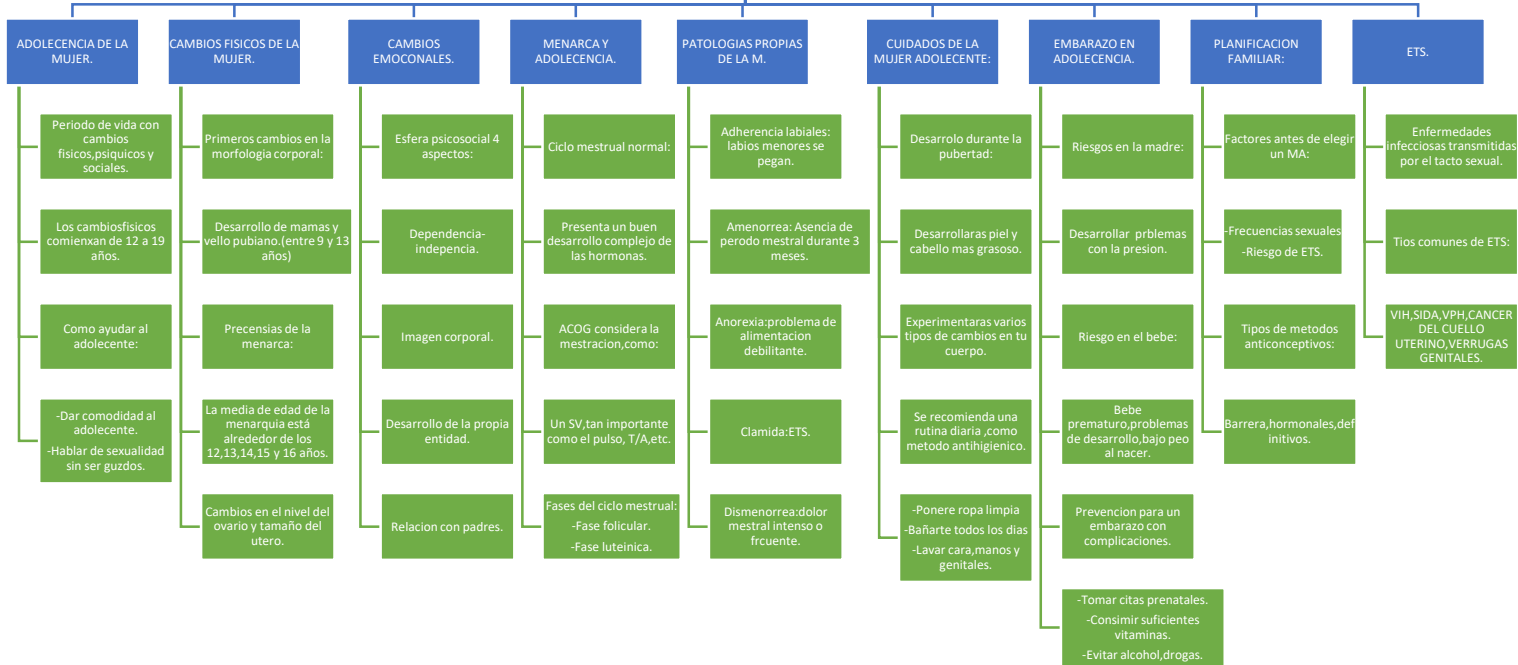 ADOLECENCIA DE LA
MUJER.
Periodo de vida con
cambios
fisicos,psiquicos y
sociales.
Los cambiosfisicos
comienxan de 12 a 19
años.
Como ayudar al
adolecente:
-Dar comodidad al
adolecente.
-Hablar de sexualidad
sin ser guzdos.
CAMBIOS FISICOS DE LA
MUJER.
Primeros cambios en la
morfologia corporal:
Desarrollo de mamas y
vello pubiano.(entre 9 y 13
años)
Precensias de la
menarca:
La media de edad de la
menarquia está
alrededor de los
12,13,14,15 y 16 años.
Cambios en el nivel del
ovario y tamaño del
utero.
CAMBIOS
EMOCONALES.
Esfera psicosocial 4
aspectos:
Dependencia-
indepencia.
Imagen corporal.
Desarrollo de la propia
entidad.
Relacion con padres.
MENARCA Y
ADOLECENCIA.
Ciclo mestrual normal:
Presenta un buen
desarrollo complejo de
las hormonas.
ACOG considera la
mestracion,como:
Un SV,tan importante
como el pulso, T/A,etc.
Fases del ciclo mestrual:
-Fase folicular.
-Fase luteinica.
PATOLOGIAS PROPIAS
DE LA M.
Adherencia labiales:
labios menores se
pegan.
Amenorrea: Asencia de
perodo mestral durante 3
meses.
Anorexia:problema de
alimentacion
debilitante.
Clamida:ETS.
Dismenorrea:dolor
mestral intenso o
frcuente.
CUIDADOS DE LA
MUJER ADOLECENTE:
Desarrolo durante la
pubertad:
Desarrollaras piel y
cabello mas grasoso.
Experimentaras varios
tipos de cambios en tu
cuerpo.
Se recomienda una
rutina diaria ,como
metodo antihigienico.
-Ponere ropa limpia
-Bañarte todos los dias
-Lavar cara,manos y
genitales.
EMBARAZO EN
ADOLECENCIA.
Riesgos en la madre:
Desarrollar prblemas
con la presion.
Riesgo en el bebe:
Bebe
prematuro,problemas
de desarrollo,bajo peo
al nacer.
Prevencion para un
embarazo con
complicaciones.
-Tomar citas prenatales.
-Consimir suficientes
vitaminas.
-Evitar alcohol,drogas.
PLANIFICACION
FAMILIAR:
Factores antes de elegir
un MA:
-Frecuencias sexuales
-Riesgo de ETS.
Tipos de metodos
anticonceptivos:
Barrera,hormonales,def
initivos.
ETS.
Enfermedades
infecciosas transmitidas
por el tacto sexual.
Tios comunes de ETS:
VIH,SIDA,VPH,CANCER
DEL CUELLO
UTERINO,VERRUGAS
GENITALES.